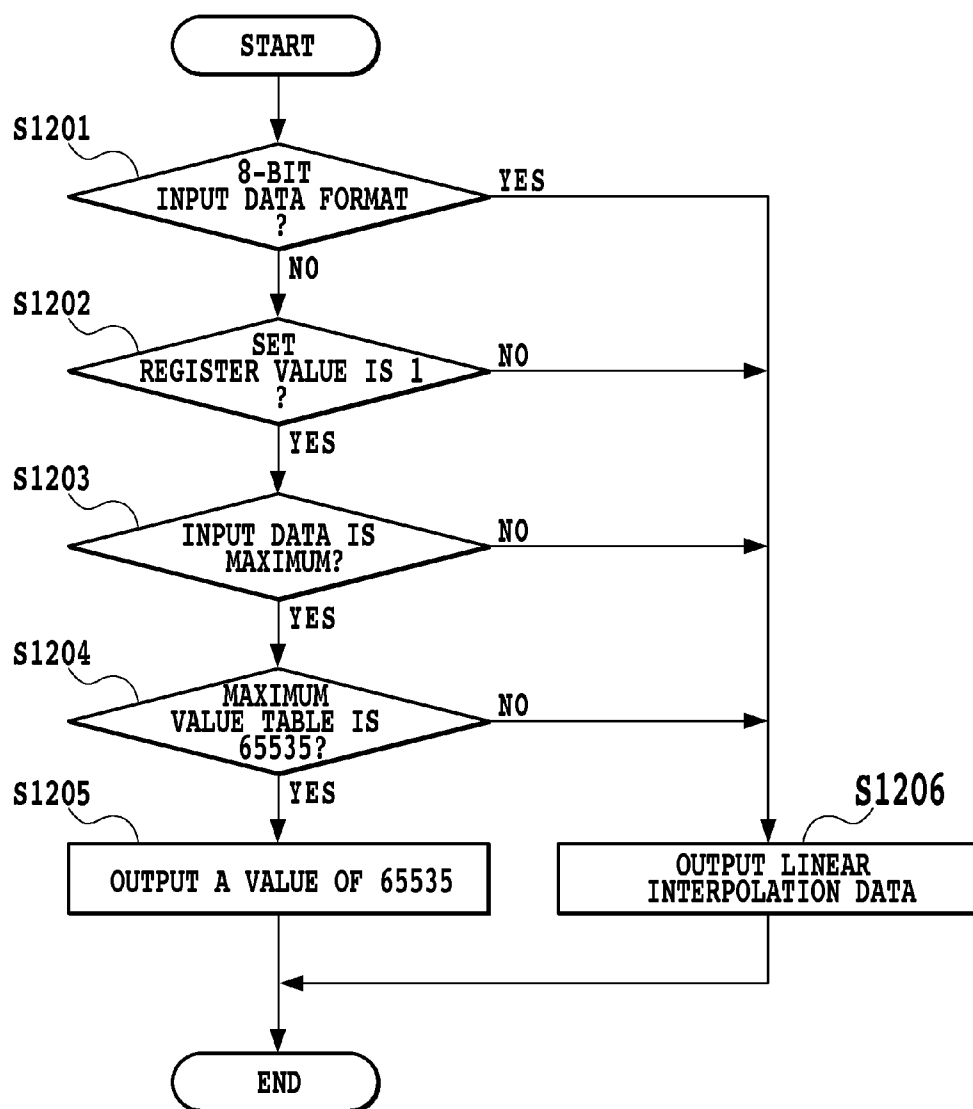 START
S1201
8-BIT
INPUT DATA FORMAT
?
YES
NO
S1202
SET
REGISTER VALUE IS 1
?
NO
YES
S1203
INPUT DATA IS
MAXIMUM?
NO
YES
S1204
MAXIMUM
VALUE TABLE IS
65535?
NO
YES
S1205
OUTPUT A VALUE OF 65535
S1206
OUTPUT LINEAR
INTERPOLATION DATA
END